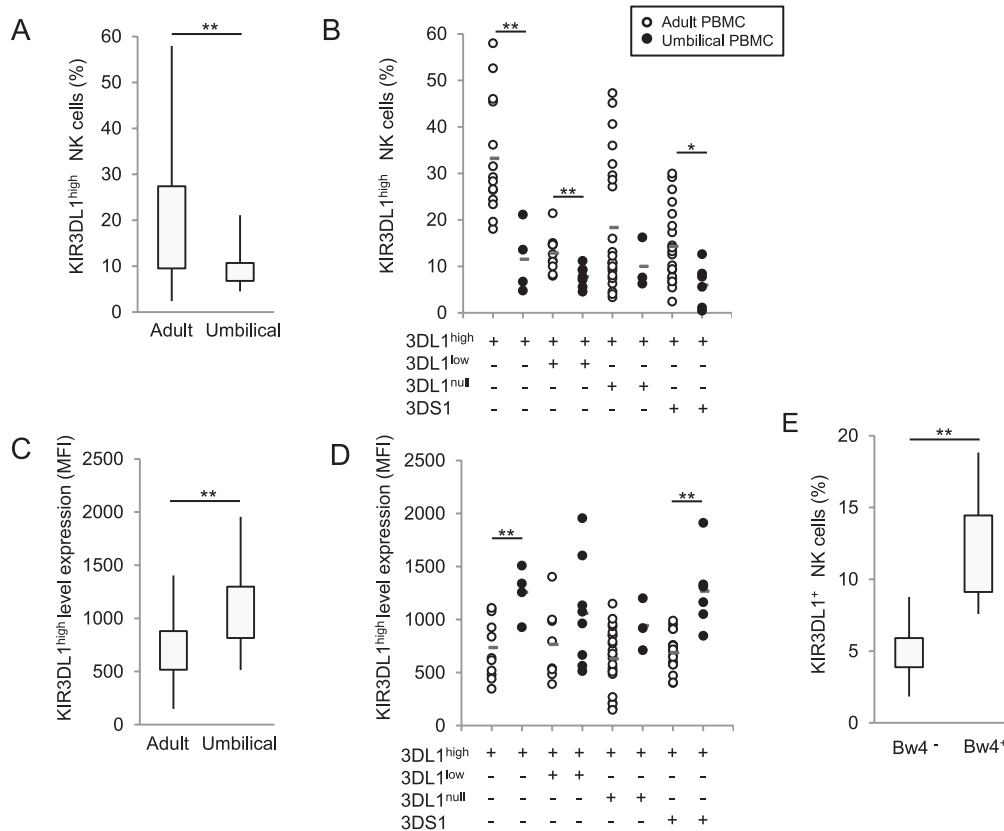 A
KIR3DL1high NK cells (%)
**
60
50
40
30
20
10
0
Adult Umbilical
B
KIR3DL1high NK cells (%)
Adult PBMC
Umbilical PBMC
60
50
40
30
20
10
0
**
**
*
3DL1high + + + + + + + +
3DL1low - - + + - - - -
3DL1null - - - - + + - -
3DS1 - - - - - - + +
C
KIR3DL1high level expression (MFI)
**
2500
2000
1500
1000
500
0
Adult Umbilical
D
KIR3DL1high level expression (MFI)
2500
2000
1500
1000
500
0
**
**
3DL1high + + + + + + + +
3DL1low - - + + - - - -
3DL1null - - - - + + - -
3DS1 - - - - - - + +
E
KIR3DL1+ NK cells (%)
**
20
15
10
5
0
Bw4 - Bw4+